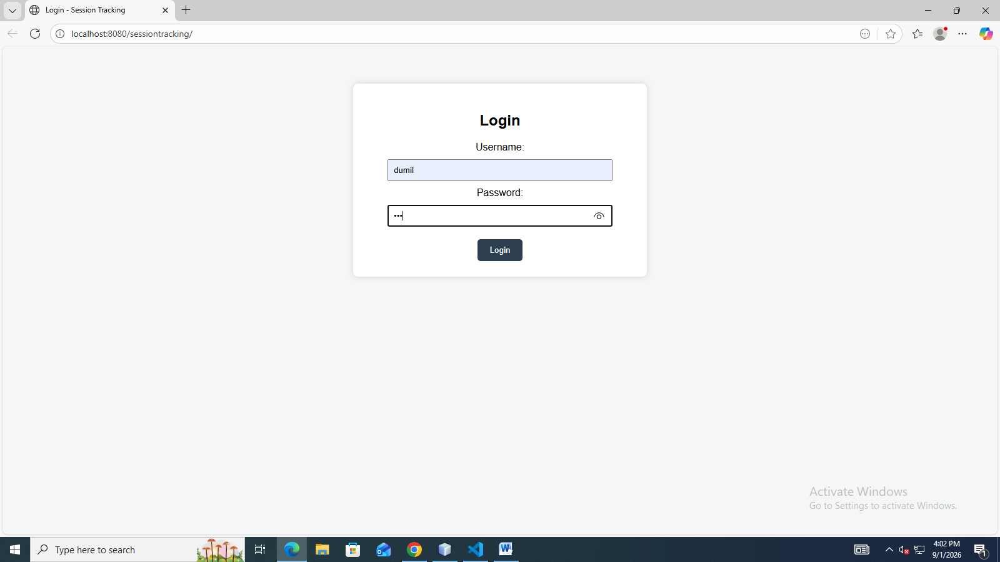 Login - Session Tracking
localhost:8080/sessiontracking/
Login
Username:
dumil
Password:
•••
Login
Activate Windows
Go to Settings to activate Windows.
Type here to search
4:02 PM
9/1/2026
1